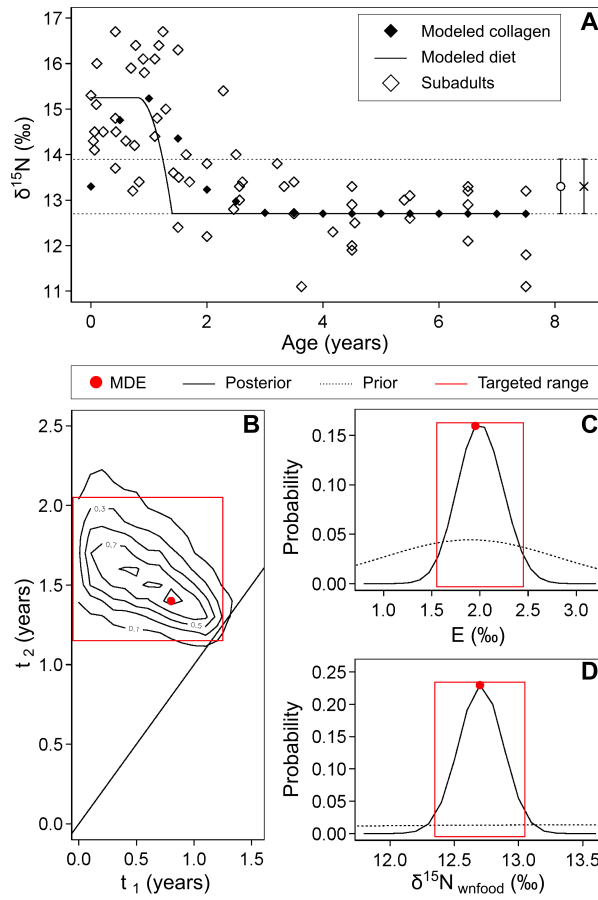 A
Modeled collagen
Modeled diet
Subadults
δ15N (‰)
17
16
15
14
13
12
11
0
2
4
6
8
Age (years)
MDE
Posterior
Prior
Targeted range
B
t 2 (years)
2.5
2.0
1.5
1.0
0.5
0.0
0.3
0.7
0.5
0.1
0.0
0.5
1.0
1.5
t 1 (years)
C
Probability
0.15
0.10
0.05
0.00
1.0
1.5
2.0
2.5
3.0
E (‰)
D
Probability
0.25
0.20
0.15
0.10
0.05
0.00
12.0
12.5
13.0
13.5
δ15N wnfood (‰)